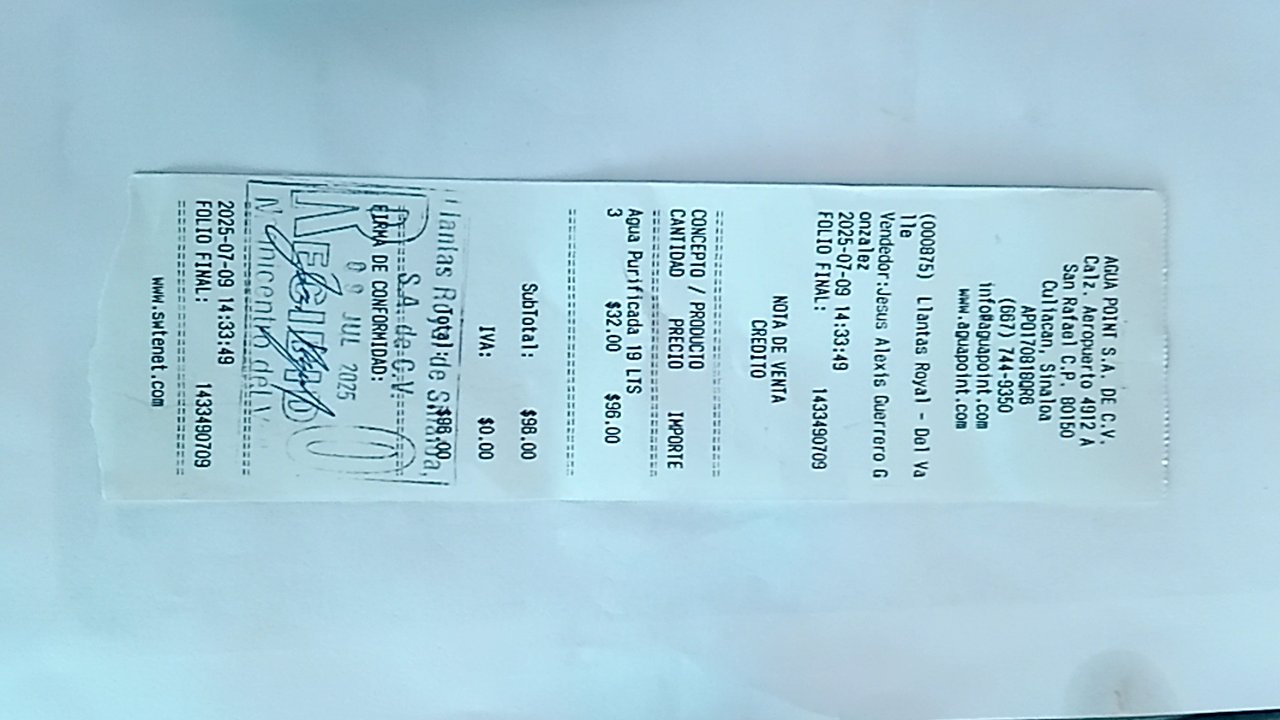 AGUA POINT S.A. DE C.V.
Calz. Aeropuerto 4912 A
San Rafael C.P. 80150
Culiacan, Sinaloa
APO170818QR6
(667) 744-9350
info@aguapoint.com
www.aguapoint.com
(000875) Llantas Royal - Del Va
lle
Vendedor:Jesus Alexis Guerrero G
onzalez
2025-07-09 14:33:49
FOLIO FINAL: 1433490709
NOTA DE VENTA
CREDITO
================================
CONCEPTO / PRODUCTO
CANTIDAD PRECIO IMPORTE
================================
Agua Purificada 19 LTS
3 $32.00 $96.00
================================
SubTotal: $96.00
IVA: $0.00
Total: $96.00
Llantas Royal de Sinaloa,
S.A. de C.V.
FIRMA DE CONFORMIDAD:
JUL 2025
RECIBIDO
================================
2025-07-09 14:33:49
FOLIO FINAL: 1433490709
================================
www.swtenet.com